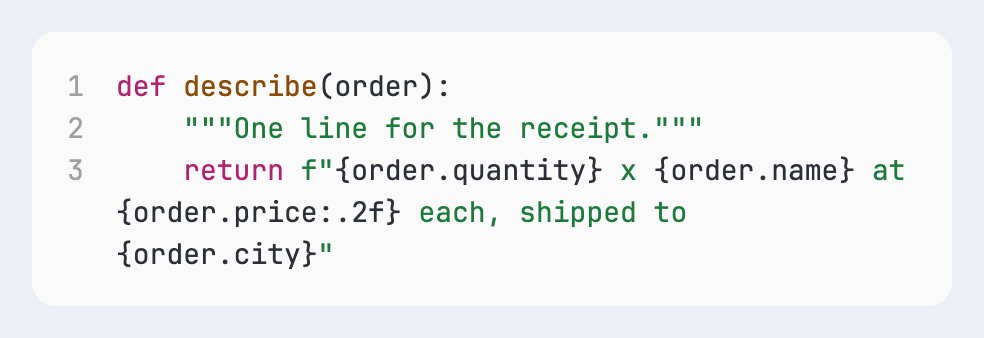 1 def describe(order):
2     """One line for the receipt."""
3     return f"{order.quantity} x {order.name} at
{order.price:.2f} each, shipped to
{order.city}"